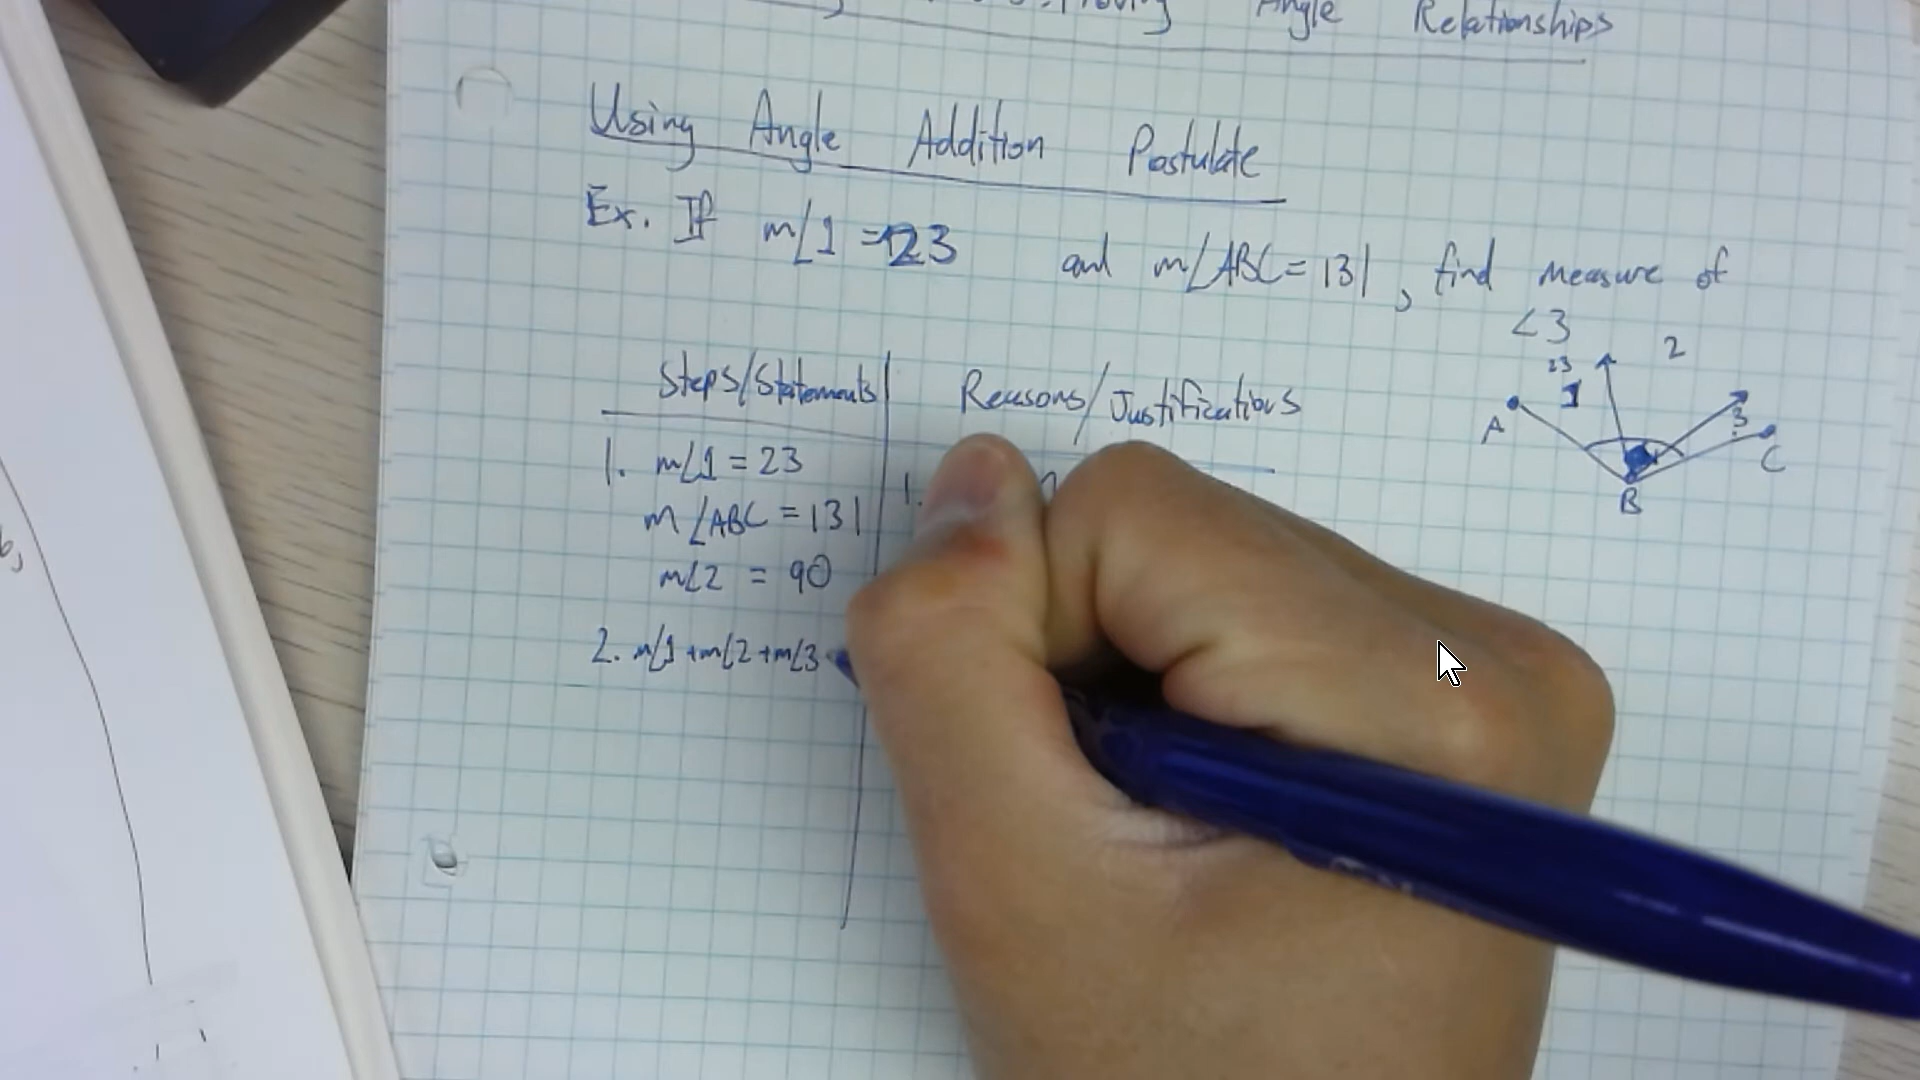 Angle Relationships
Using Angle Addition Postulate
Ex. If m∠1 = 23 and m∠ABC = 131, find measure of
∠3
23 2
1
A
3
C
B
Steps/Statements Reasons/Justifications
1. m∠1 = 23
1.
m∠ABC = 131
m∠2 = 90
2. m∠1 + m∠2 + m∠3